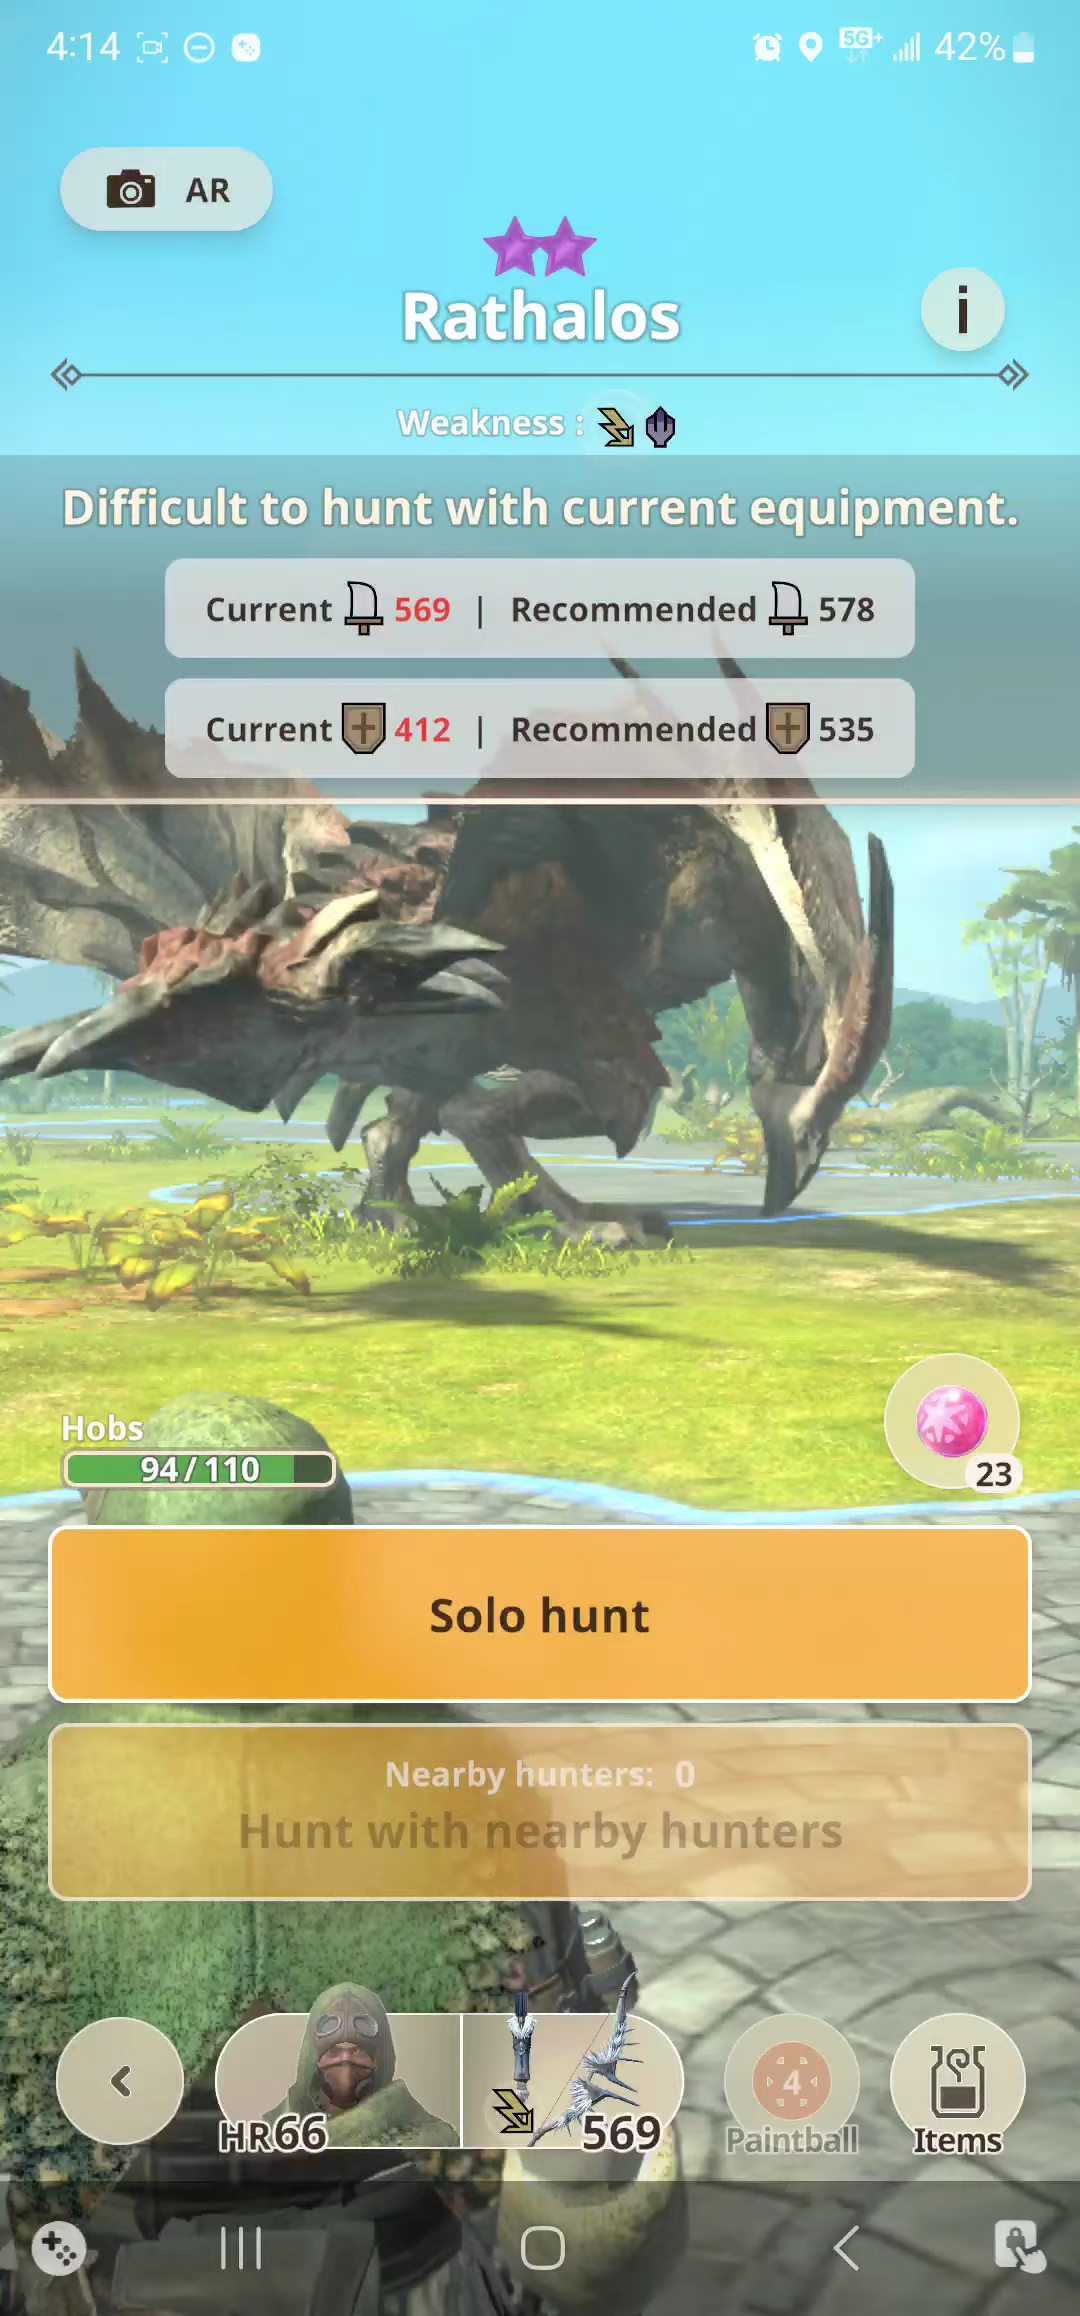 4:14
5G+
42%
AR
Rathalos
i
Weakness :
Difficult to hunt with current equipment.
Current 569 | Recommended 578
Current 412 | Recommended 535
Hobs
94/110
23
Solo hunt
Nearby hunters: 0
Hunt with nearby hunters
HR66
569
4
Paintball
Items